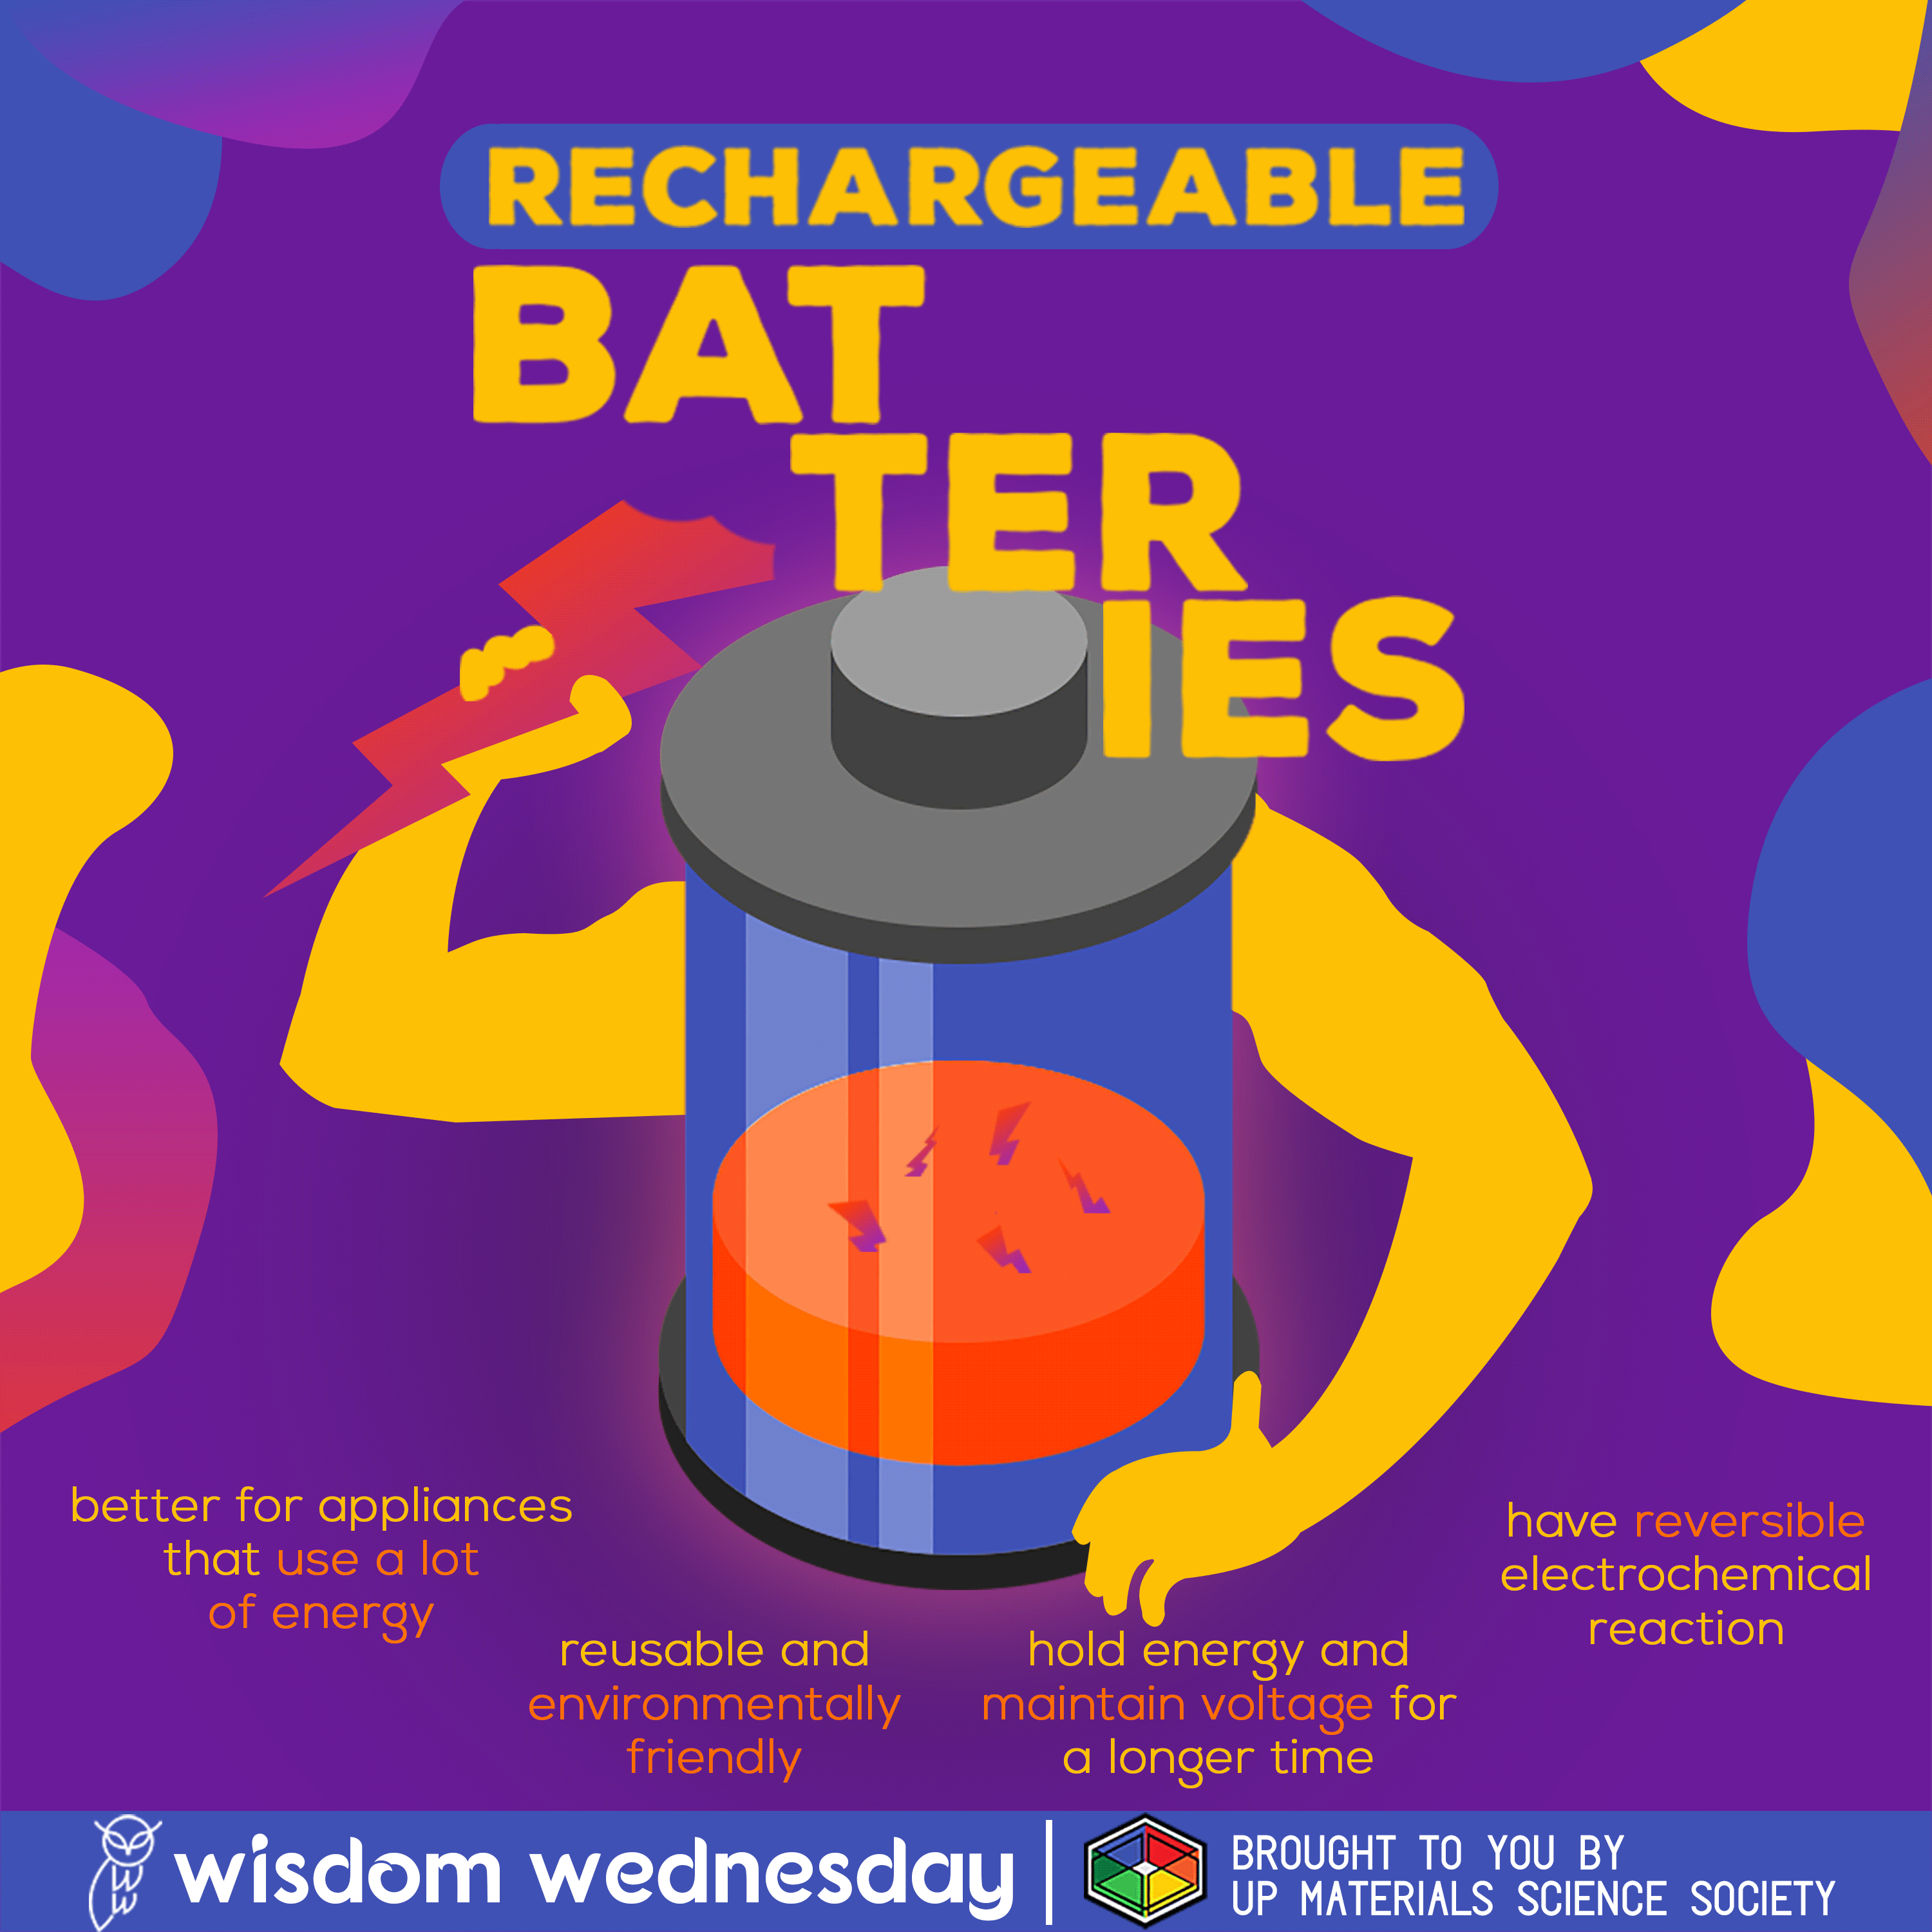 RECHARGEABLE
BAT
TER
IES
better for appliances
that use a lot
of energy
reusable and
environmentally
friendly
hold energy and
maintain voltage for
a longer time
have reversible
electrochemical
reaction
WW
wisdom wednesday
BROUGHT TO YOU BY
UP MATERIALS SCIENCE SOCIETY